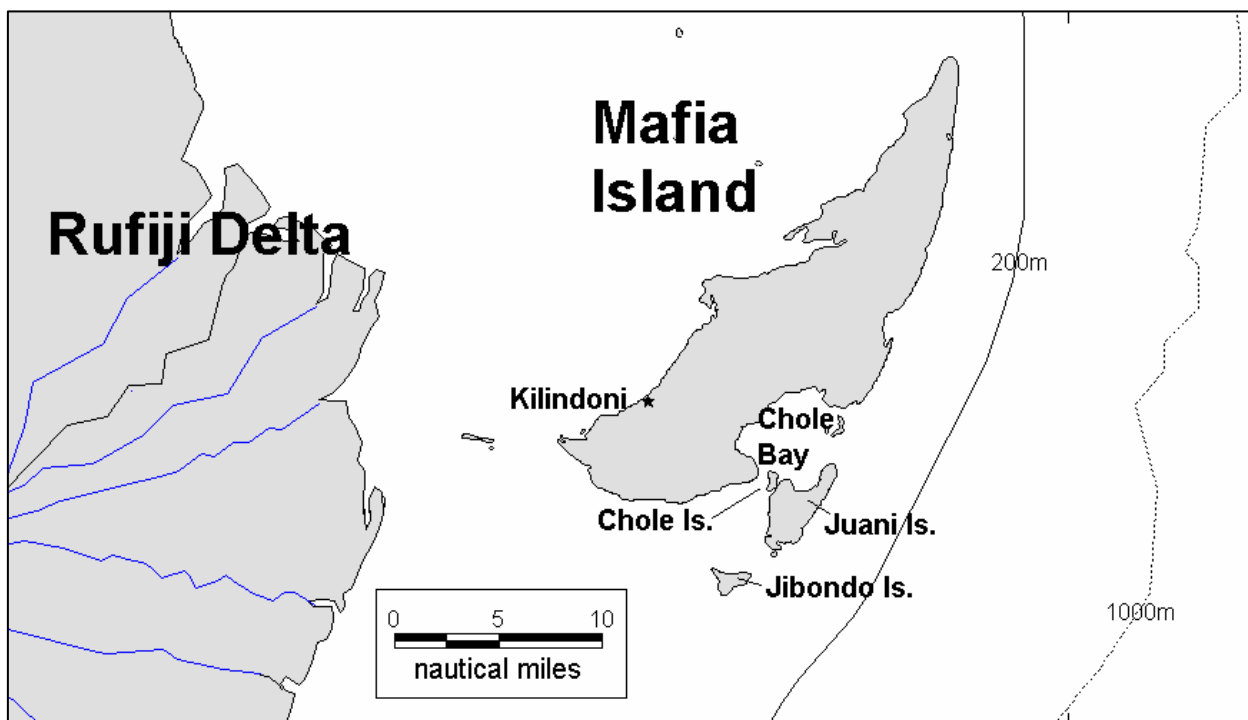 Mafia
Island
Rufiji Delta
200m
Kilindoni
Chole
Bay
Chole Is.
Juani Is.
Jibondo Is.
1000m
0 5 10
nautical miles